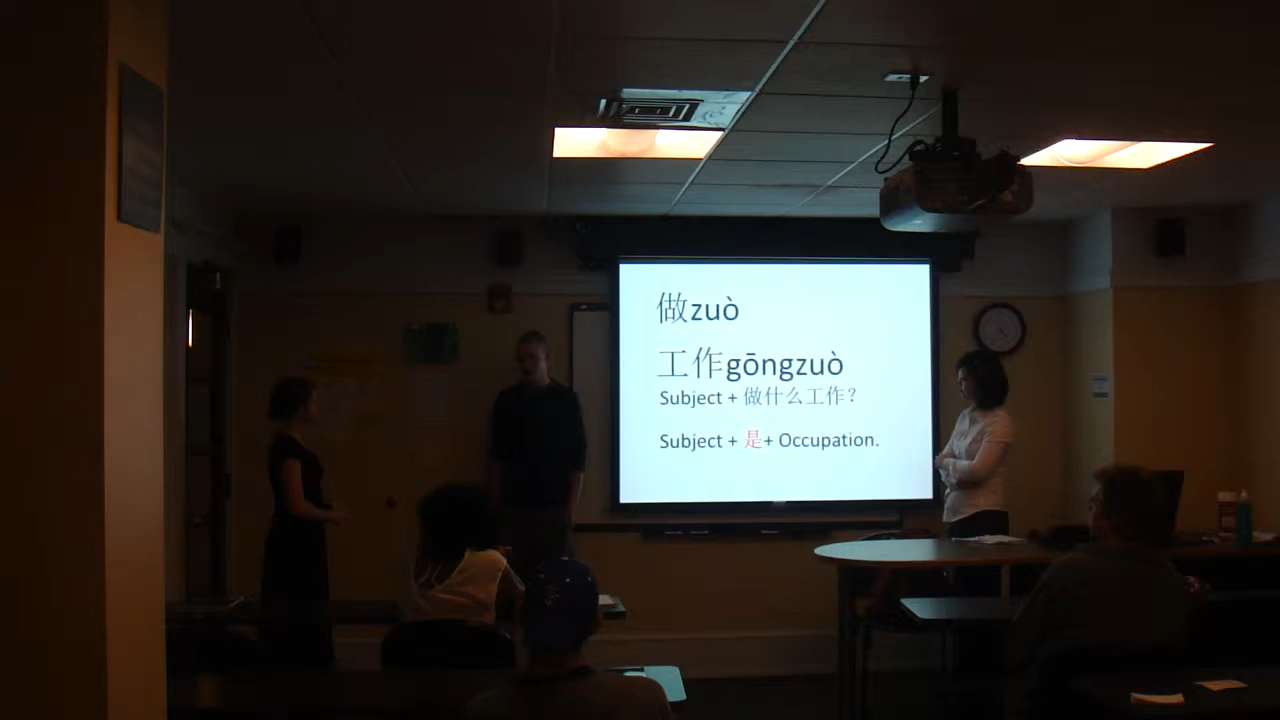 做zuò
工作gōngzuò
Subject + 做什么工作？
Subject + 是+ Occupation.